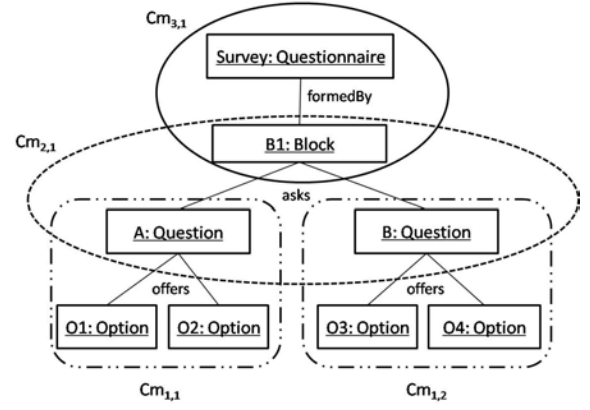 Cm3,1
Survey: Questionnaire
formedBy
Cm2,1
B1: Block
asks
A: Question
B: Question
offers
offers
O1: Option
O2: Option
O3: Option
O4: Option
Cm1,1
Cm1,2